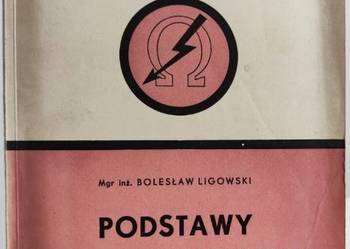 Ω
Mgr inż. BOLESŁAW LIGOWSKI
PODSTAWY